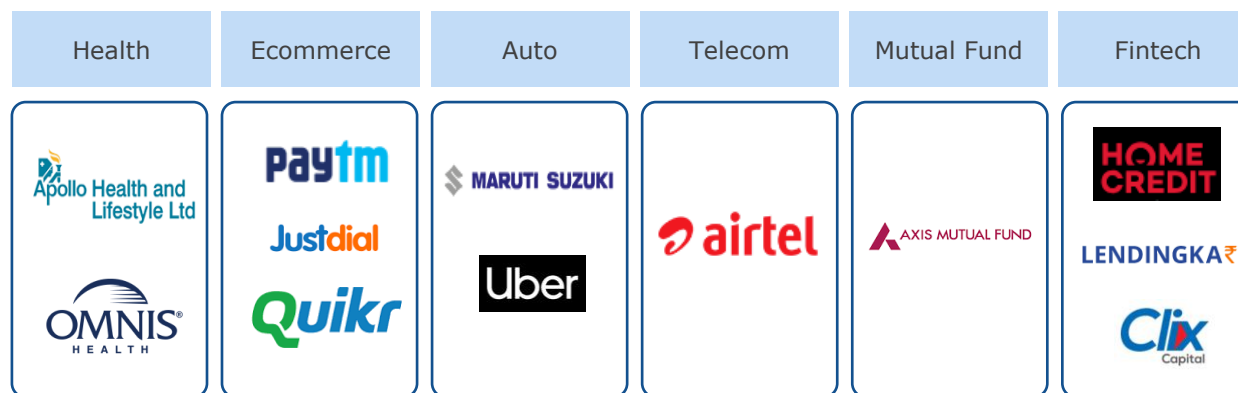 Health
Ecommerce
Auto
Telecom
Mutual Fund
Fintech
Apollo Health and
Lifestyle Ltd
OMNIS®
HEALTH
paytm
Justdial
Quikr
MARUTI SUZUKI
Uber
airtel
AXIS MUTUAL FUND
HOME
CREDIT
LENDINGKA₹
Clix
Capital